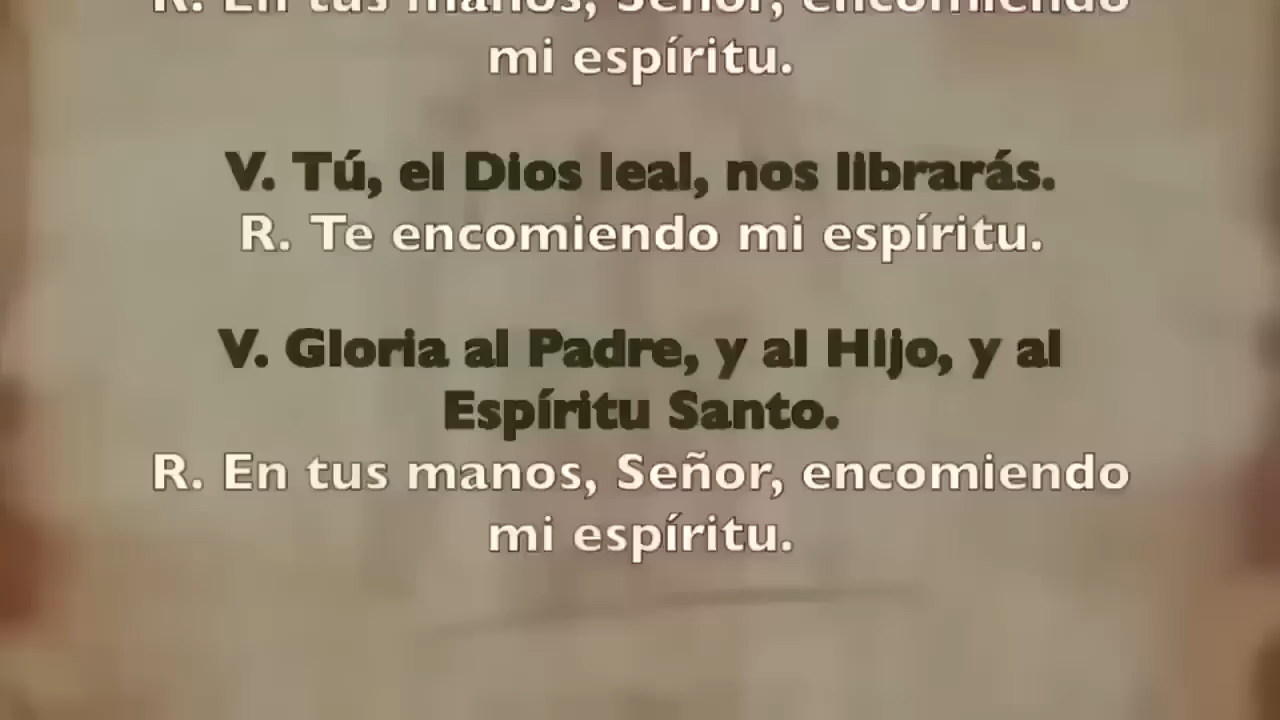 R. En tus manos, Señor, encomiendo
mi espíritu.
V. Tú, el Dios leal, nos librarás.
R. Te encomiendo mi espíritu.
V. Gloria al Padre, y al Hijo, y al
Espíritu Santo.
R. En tus manos, Señor, encomiendo
mi espíritu.